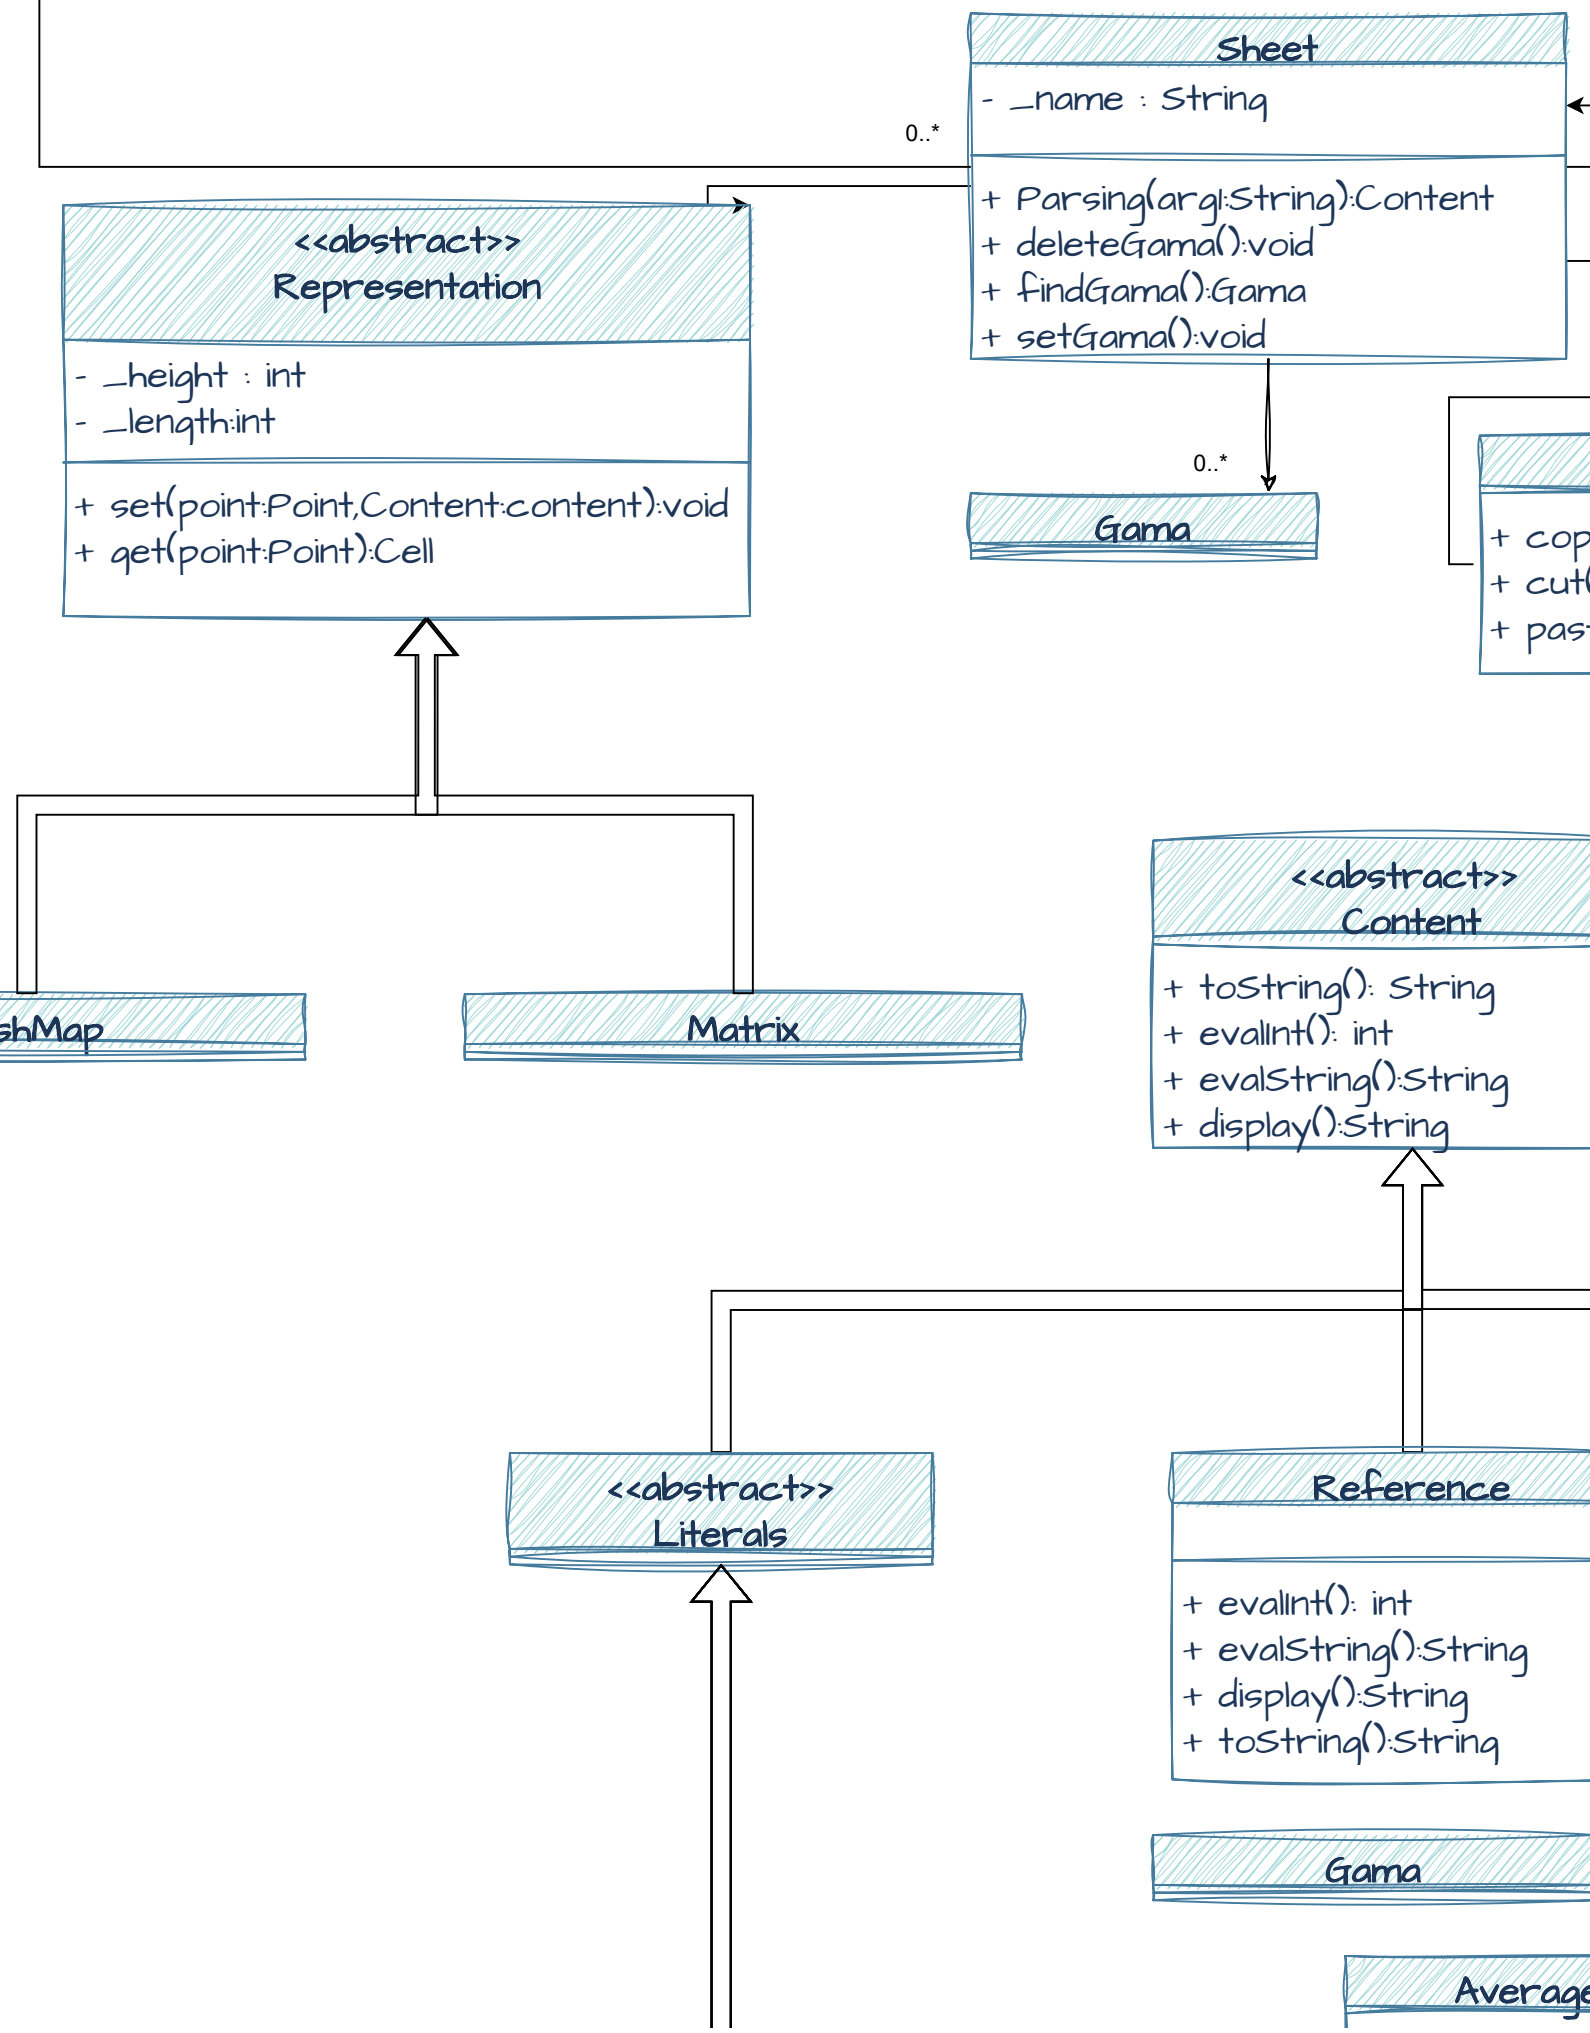 Sheet
- _name : String
0..*
+ Parsing(arg1:String):Content
+ deleteGama():void
+ findGama():Gama
+ setGama():void
<<abstract>>
Representation
- _height : int
- _length:int
+ set(point:Point,Content:content):void
+ get(point:Point):Cell
0..*
Gama
+ cop
+ cut(
+ past
shMap
Matrix
<<abstract>>
Content
+ toString(): String
+ evalInt(): int
+ evalString():String
+ display():String
<<abstract>>
Literals
Reference
+ evalInt(): int
+ evalString():String
+ display():String
+ toString():String
Gama
Average